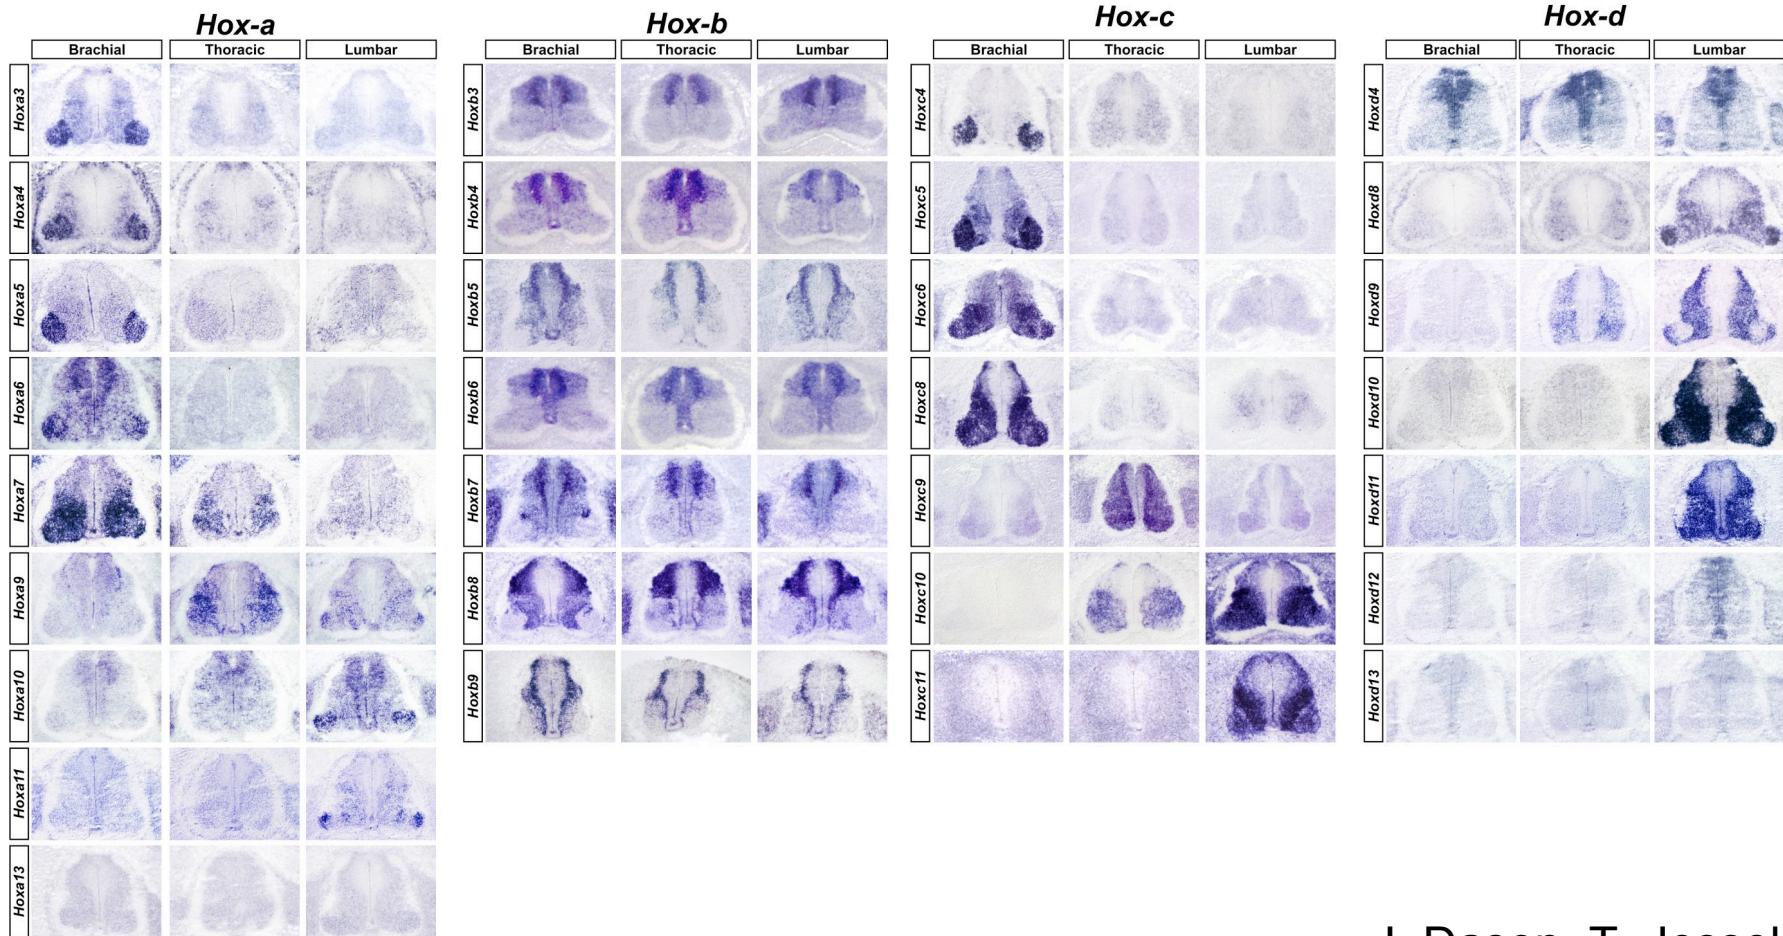 Hox-a
Brachial Thoracic Lumbar
Hoxa3
Hoxa4
Hoxa5
Hoxa6
Hoxa7
Hoxa9
Hoxa10
Hoxa11
Hoxa13
Hox-b
Brachial Thoracic Lumbar
Hoxb3
Hoxb4
Hoxb5
Hoxb6
Hoxb7
Hoxb8
Hoxb9
Hox-c
Brachial Thoracic Lumbar
Hoxc4
Hoxc5
Hoxc6
Hoxc8
Hoxc9
Hoxc10
Hoxc11
Hox-d
Brachial Thoracic Lumbar
Hoxd4
Hoxd8
Hoxd9
Hoxd10
Hoxd11
Hoxd12
Hoxd13